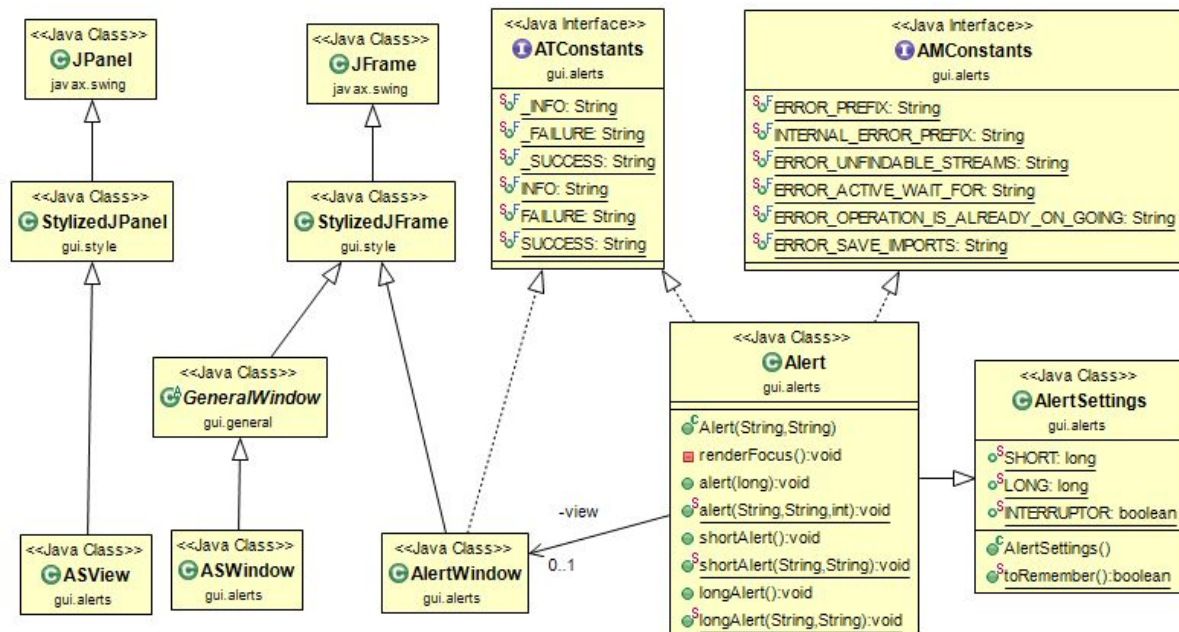 <<Java Class>>
JPanel
javax.swing
<<Java Class>>
JFrame
javax.swing
<<Java Interface>>
ATConstants
gui.alerts
_INFO: String
_FAILURE: String
_SUCCESS: String
INFO: String
FAILURE: String
SUCCESS: String
<<Java Interface>>
AMConstants
gui.alerts
ERROR_PREFIX: String
INTERNAL_ERROR_PREFIX: String
ERROR_UNFINDABLE_STREAMS: String
ERROR_ACTIVE_WAIT_FOR: String
ERROR_OPERATION_IS_ALREADY_ON_GOING: String
ERROR_SAVE_IMPORTS: String
<<Java Class>>
StylizedJPanel
gui.style
<<Java Class>>
StylizedJFrame
gui.style
<<Java Class>>
GeneralWindow
gui.general
<<Java Class>>
Alert
gui.alerts
Alert(String,String)
renderFocus():void
alert(long):void
alert(String,String,int):void
shortAlert():void
shortAlert(String,String):void
longAlert():void
longAlert(String,String):void
<<Java Class>>
AlertSettings
gui.alerts
SHORT: long
LONG: long
INTERRUPTOR: boolean
AlertSettings()
toRemember():boolean
-view
0..1
<<Java Class>>
ASView
gui.alerts
<<Java Class>>
ASWindow
gui.alerts
<<Java Class>>
AlertWindow
gui.alerts